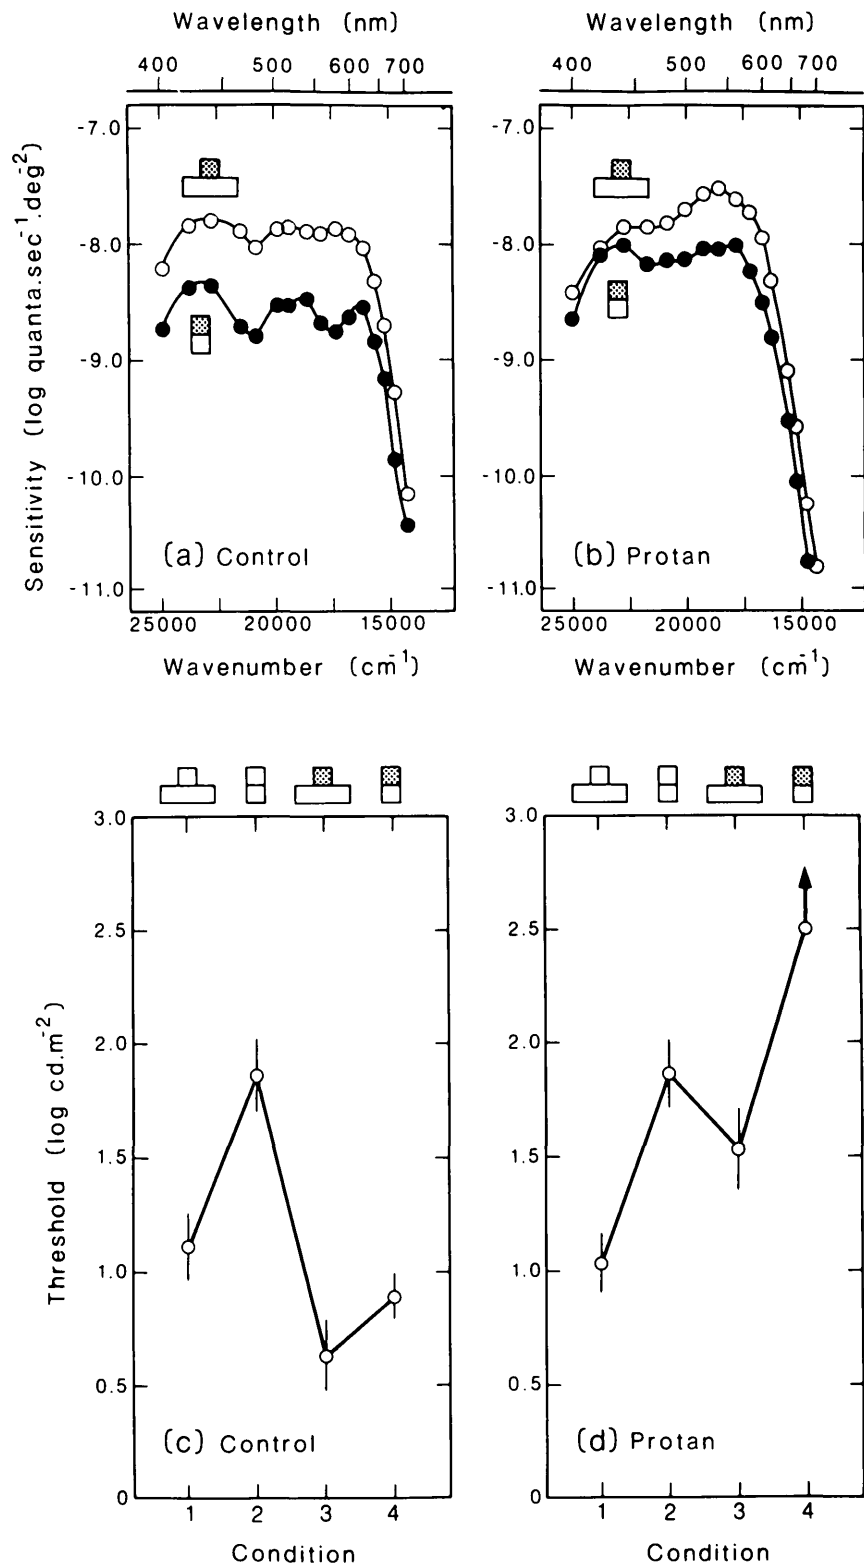 Wavelength (nm)
400 500 600 700
Wavelength (nm)
400 500 600 700
Sensitivity (log quanta.sec⁻¹.deg⁻²)
-7.0
-8.0
-9.0
-10.0
-11.0
(a) Control
25000 20000 15000
Wavenumber (cm⁻¹)
-7.0
-8.0
-9.0
-10.0
-11.0
(b) Protan
25000 20000 15000
Wavenumber (cm⁻¹)
Threshold (log cd.m⁻²)
3.0
2.5
2.0
1.5
1.0
0.5
0
(c) Control
1 2 3 4
Condition
3.0
2.5
2.0
1.5
1.0
0.5
0
(d) Protan
1 2 3 4
Condition